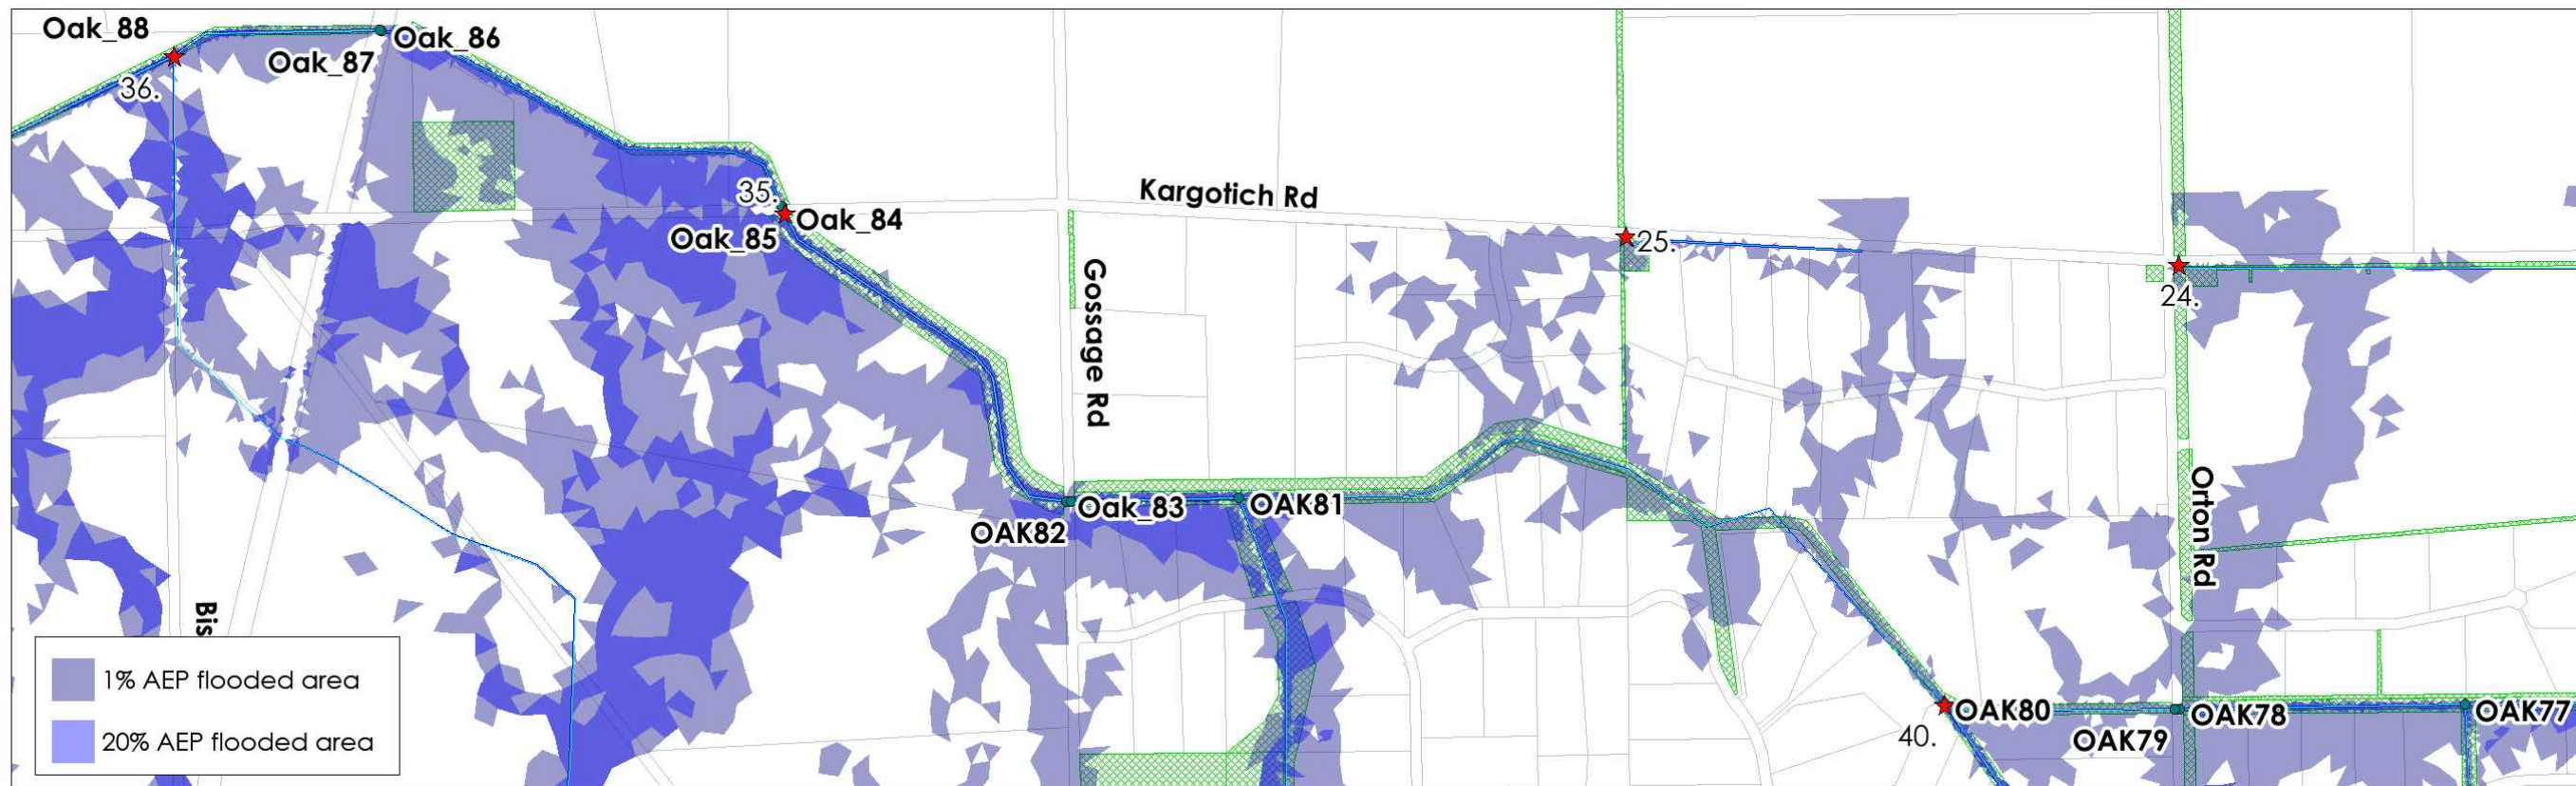 Oak_88
Oak_86
Oak_87
36.
35.
Oak_84
Oak_85
Kargotich Rd
25.
24.
Gossage Rd
Orton Rd
Oak_83
OAK81
OAK82
Bis
OAK80
OAK78
OAK77
40.
OAK79
1% AEP flooded area
20% AEP flooded area